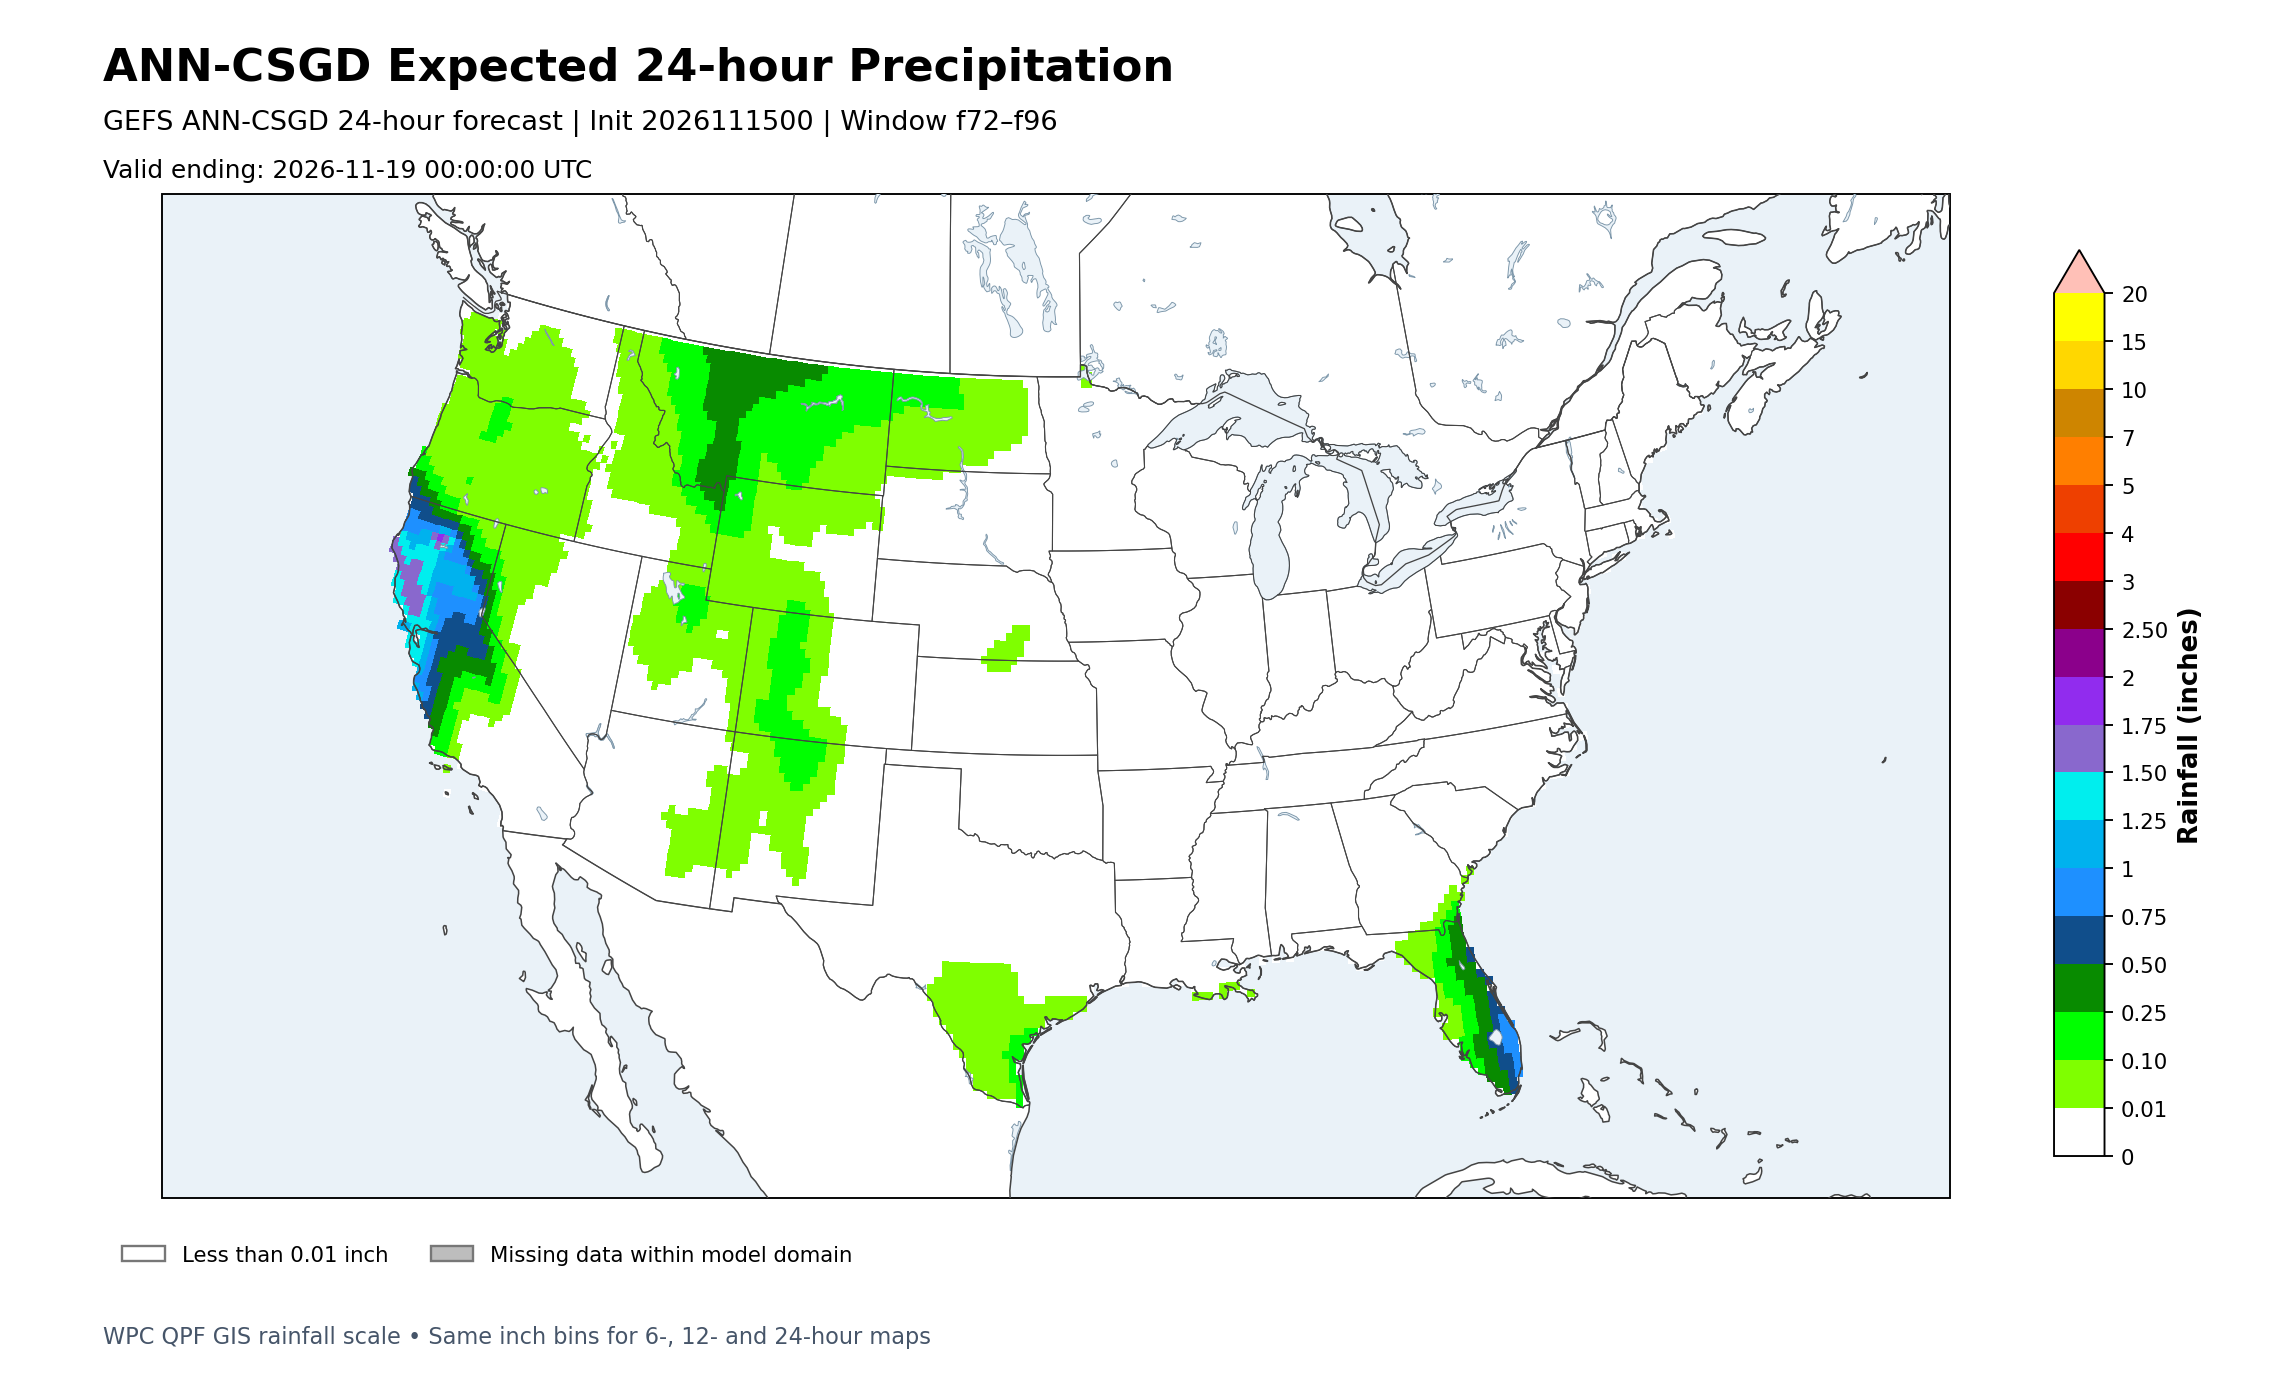 ANN-CSGD Expected 24-hour Precipitation
GEFS ANN-CSGD 24-hour forecast | Init 2026111500 | Window f72–f96
Valid ending: 2026-11-19 00:00:00 UTC
20
15
10
7
5
4
3
2.50
2
1.75
1.50
1.25
1
0.75
0.50
0.25
0.10
0.01
0
Rainfall (inches)
Less than 0.01 inch
Missing data within model domain
WPC QPF GIS rainfall scale • Same inch bins for 6-, 12- and 24-hour maps